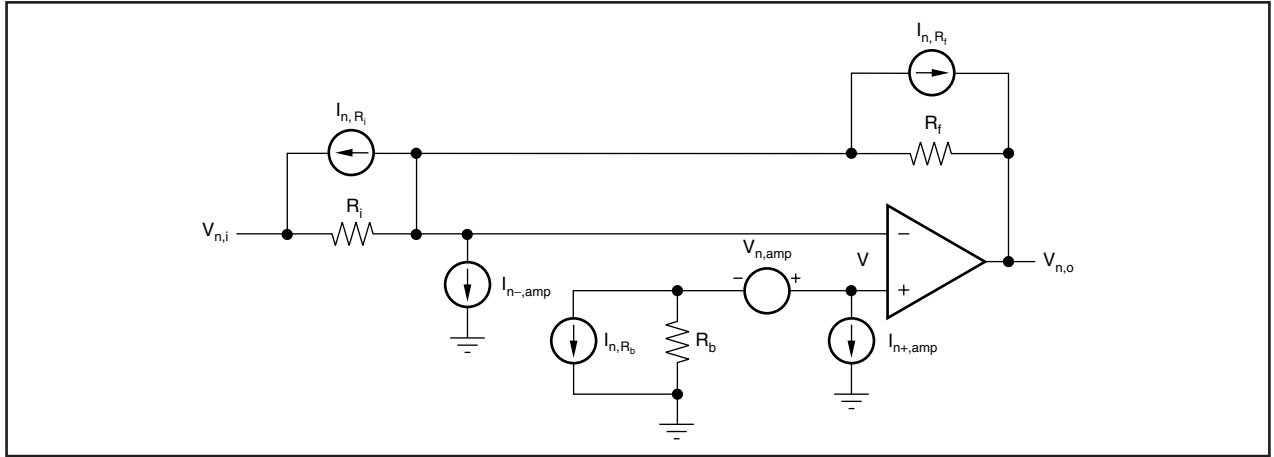 I_{n, R_f}
R_f
I_{n, R_i}
R_i
V_{n,i}
V_{n,amp}
− +
V
−
+
V_{n,o}
I_{n−,amp}
I_{n,R_b}
R_b
I_{n+,amp}